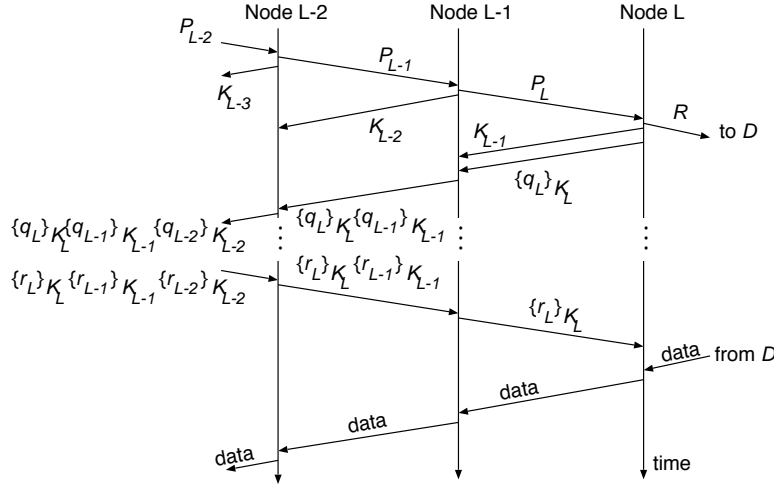 Node L-2 Node L-1 Node L
P_{L-2}
P_{L-1}
P_L
R
K_{L-3}
to D
K_{L-2}
K_{L-1}
{q_L}K_L
{q_L}K_L{q_{L-1}}K_{L-1}{q_{L-2}}K_{L-2}
{q_L}K_L{q_{L-1}}K_{L-1}
{r_L}K_L{r_{L-1}}K_{L-1}{r_{L-2}}K_{L-2}
{r_L}K_L{r_{L-1}}K_{L-1}
{r_L}K_L
data
from D
data
data
data
time